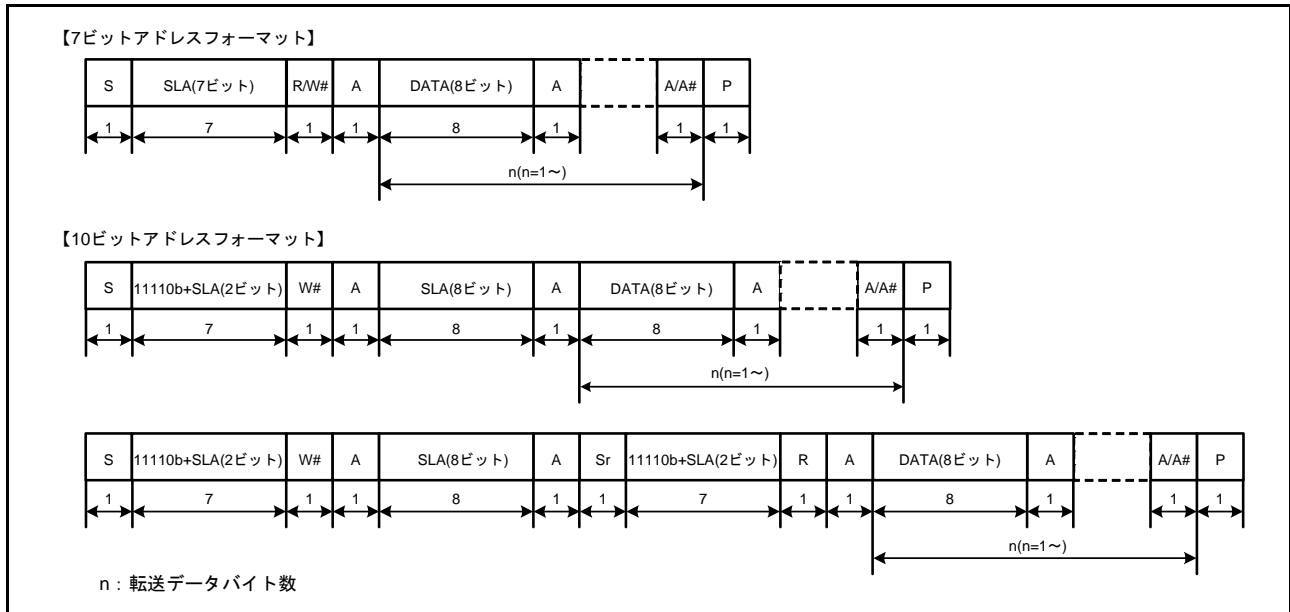 【7ビットアドレスフォーマット】
S SLA(7ビット) R/W# A DATA(8ビット) A A/A# P
1 7 1 1 8 1 1 1
n(n=1～)
【10ビットアドレスフォーマット】
S 11110b+SLA(2ビット) W# A SLA(8ビット) A DATA(8ビット) A A/A# P
1 7 1 1 8 1 8 1 1 1
n(n=1～)
S 11110b+SLA(2ビット) W# A SLA(8ビット) A Sr 11110b+SLA(2ビット) R A DATA(8ビット) A A/A# P
1 7 1 1 8 1 1 7 1 1 8 1 1 1
n(n=1～)
n：転送データバイト数